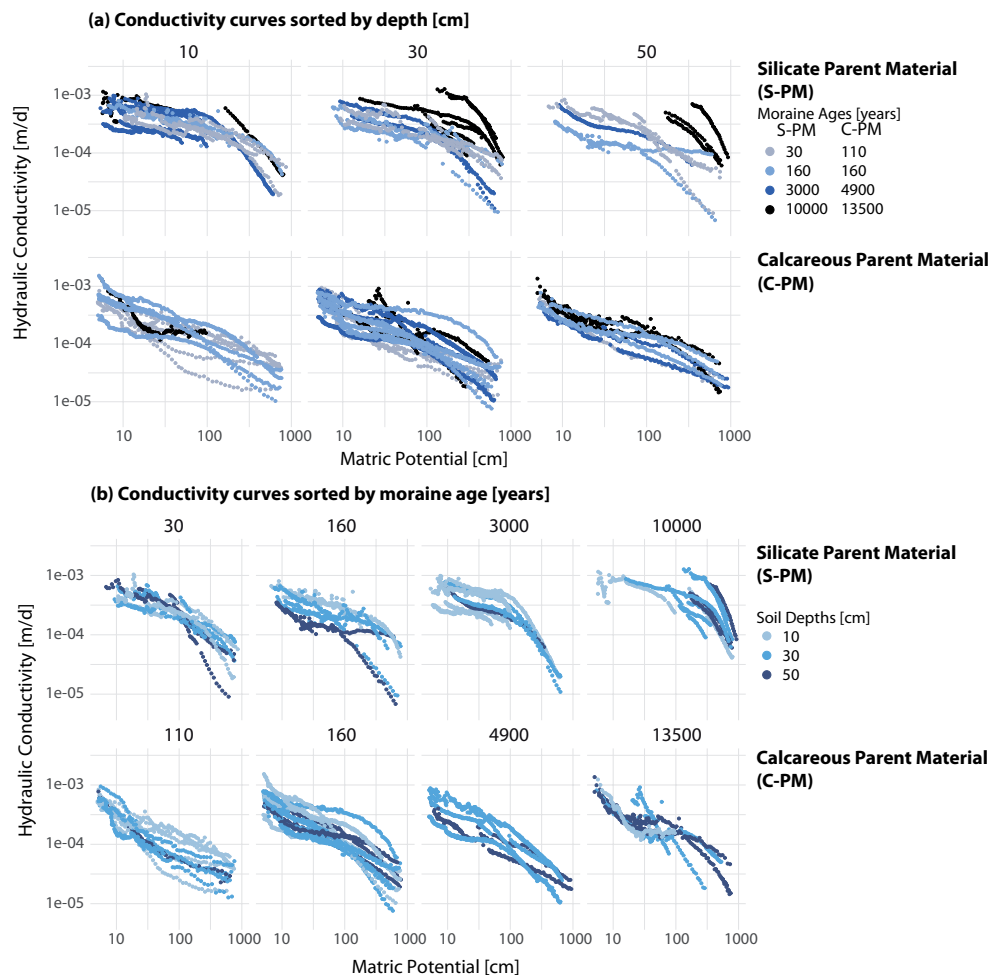 (a) Conductivity curves sorted by depth [cm]
10 30 50
Silicate Parent Material
(S-PM)
Moraine Ages [years]
S-PM C-PM
30 110
160 160
3000 4900
10000 13500
Hydraulic Conductivity [m/d]
1e-03
1e-04
1e-05
Calcareous Parent Material
(C-PM)
1e-03
1e-04
1e-05
10 100 1000 10 100 1000 10 100 1000
Matric Potential [cm]
(b) Conductivity curves sorted by moraine age [years]
30 160 3000 10000
Silicate Parent Material
(S-PM)
Soil Depths [cm]
10
30
50
Hydraulic Conductivity [m/d]
1e-03
1e-04
1e-05
110 160 4900 13500
Calcareous Parent Material
(C-PM)
1e-03
1e-04
1e-05
10 100 1000 10 100 1000 10 100 1000 10 100 1000
Matric Potential [cm]